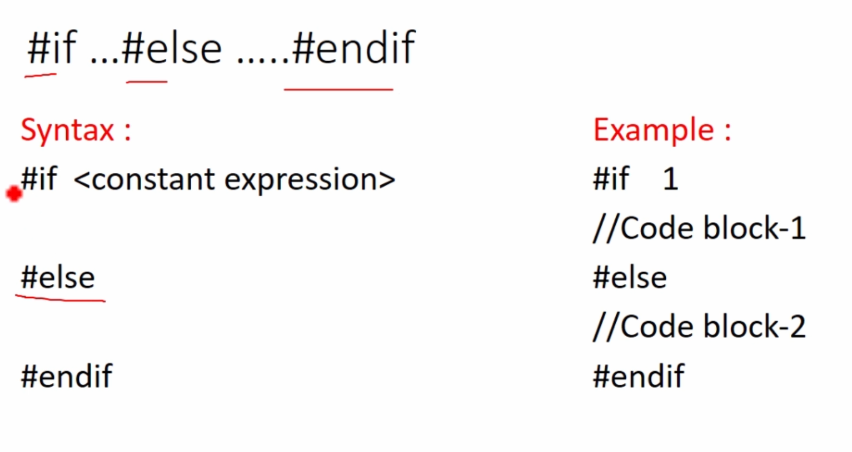 #if ...#else .....#endif
Syntax :
#if <constant expression>
#else
#endif
Example :
#if 1
//Code block-1
#else
//Code block-2
#endif